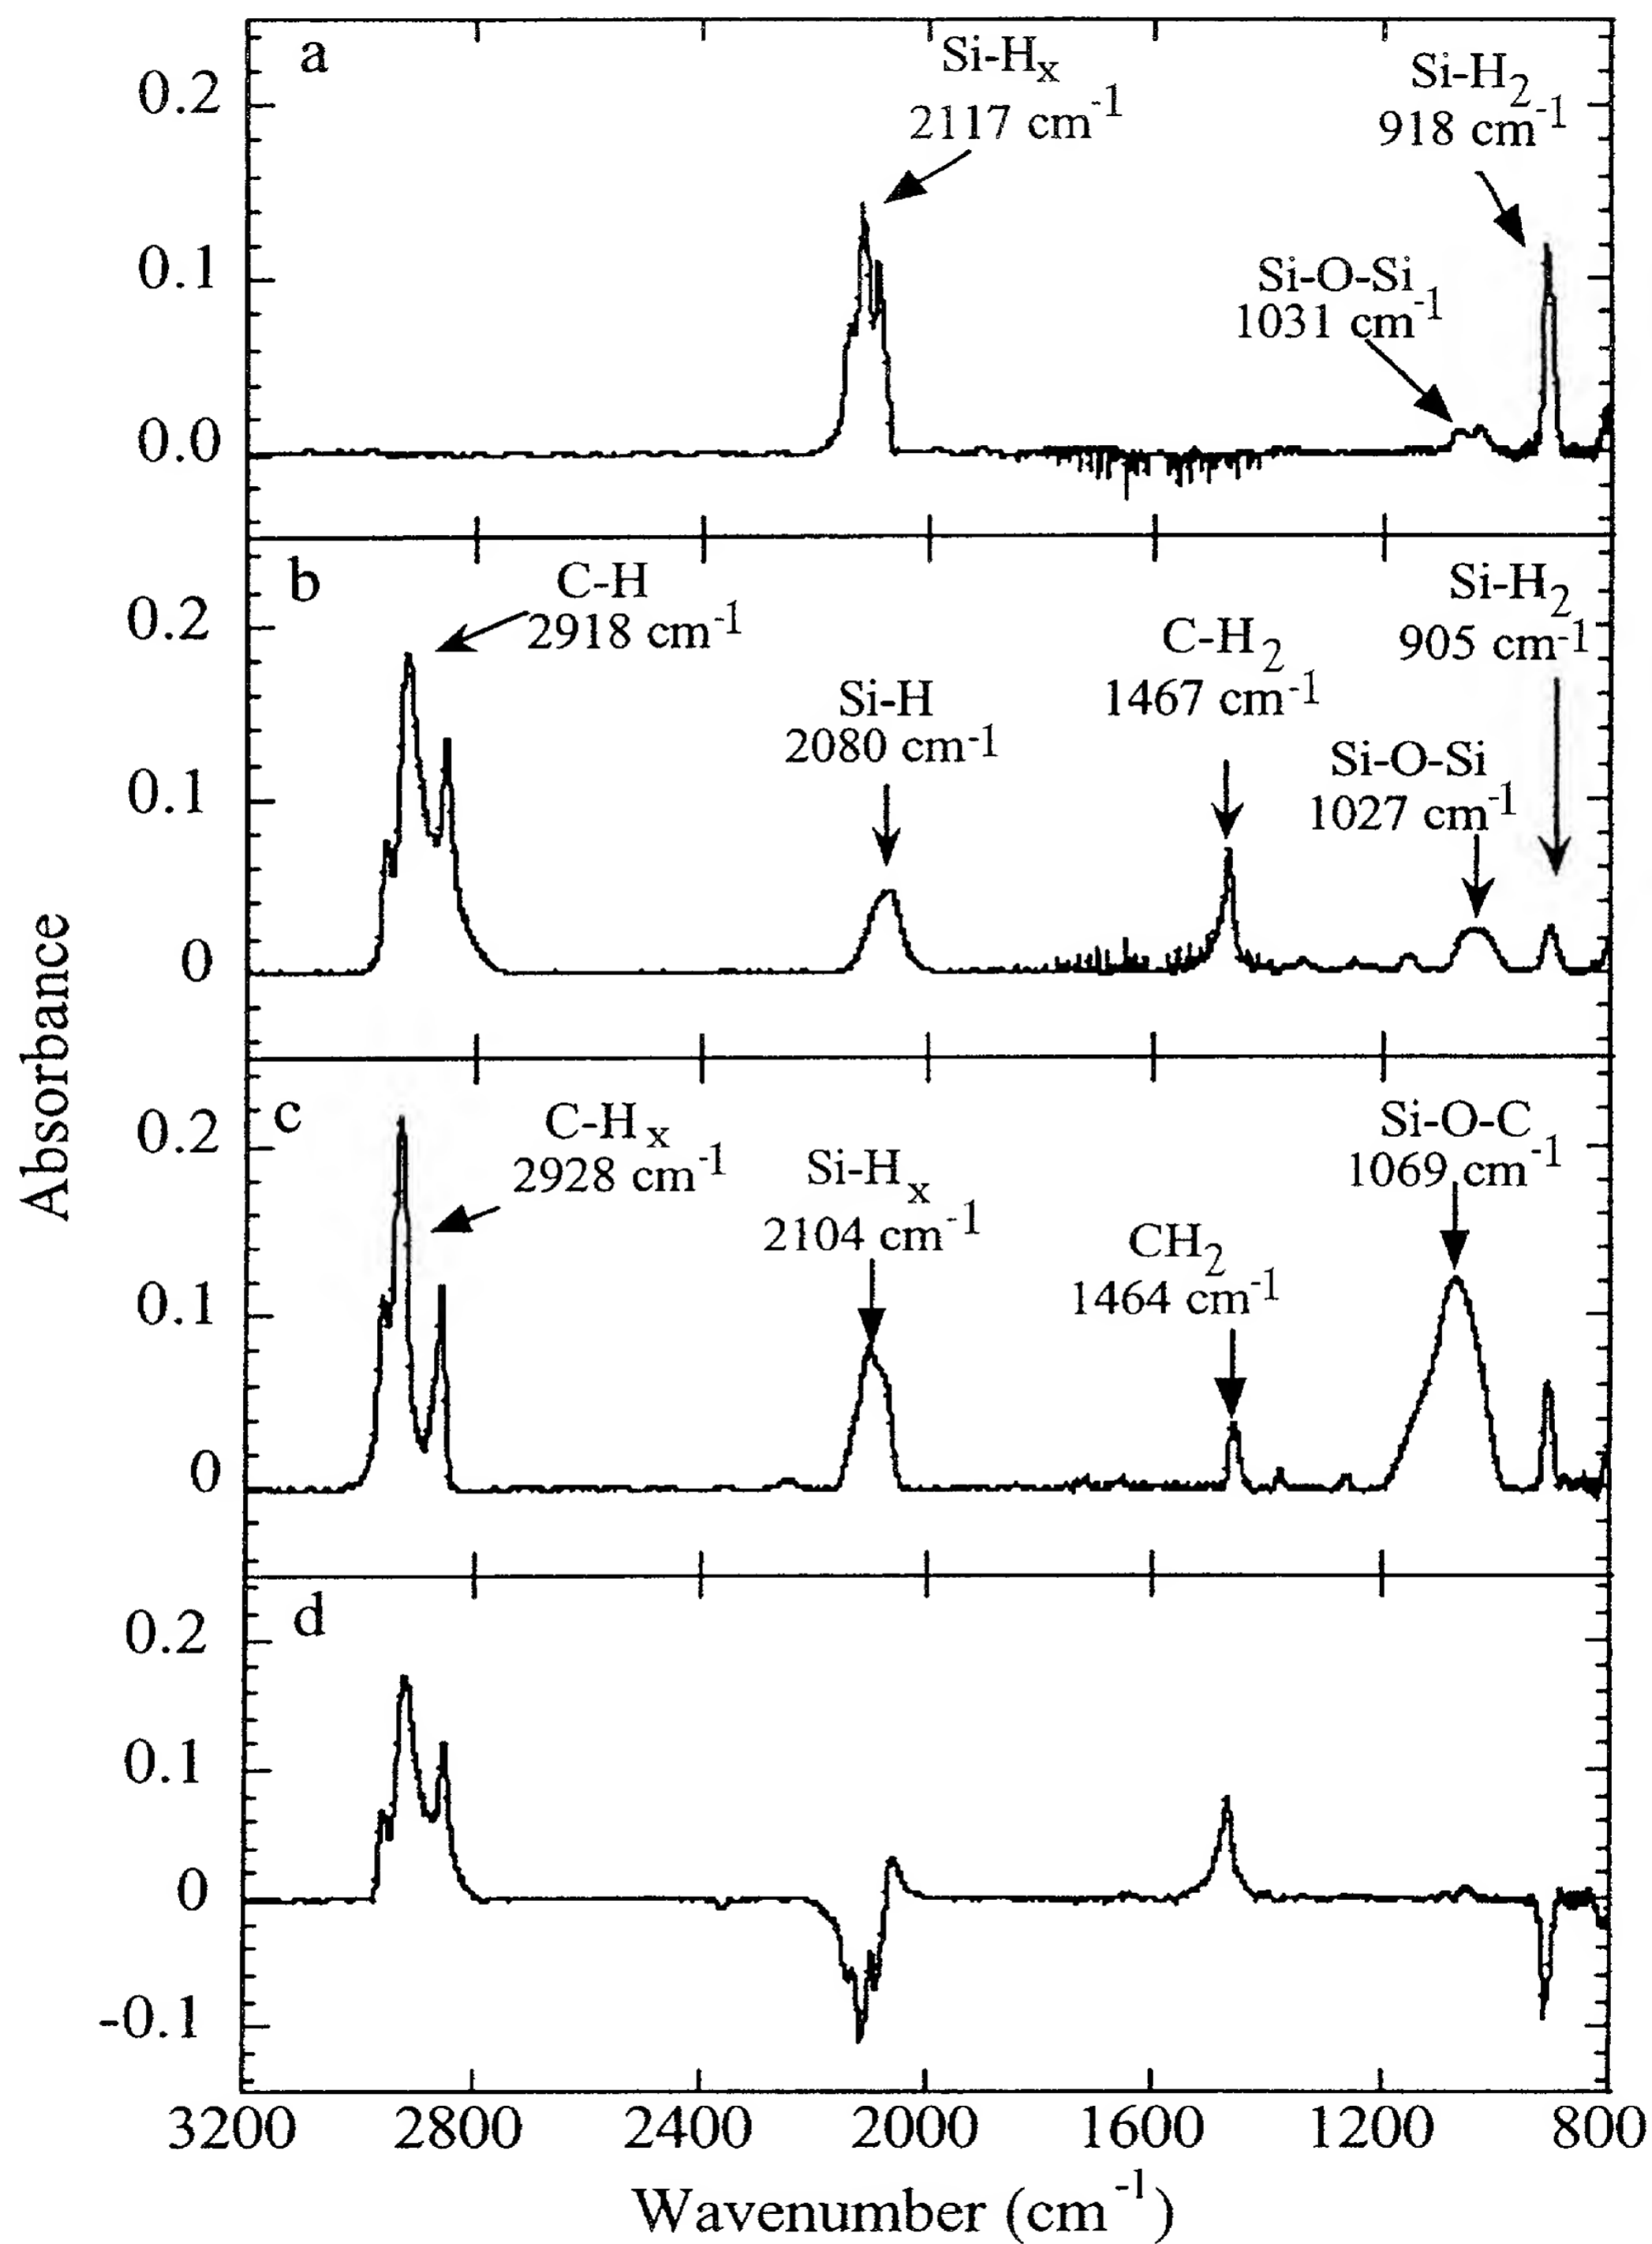 a
Si-Hx
2117 cm-1
Si-H2
918 cm-1
Si-O-Si
1031 cm-1
0.2
0.1
0.0
b
C-H
2918 cm-1
Si-H
2080 cm-1
C-H2
1467 cm-1
Si-O-Si
1027 cm-1
Si-H2
905 cm-1
0.2
0.1
0
Absorbance
c
C-Hx
2928 cm-1
Si-Hx
2104 cm-1
CH2
1464 cm-1
Si-O-C
1069 cm-1
0.2
0.1
0
d
0.2
0.1
0
-0.1
3200 2800 2400 2000 1600 1200 800
Wavenumber (cm-1)